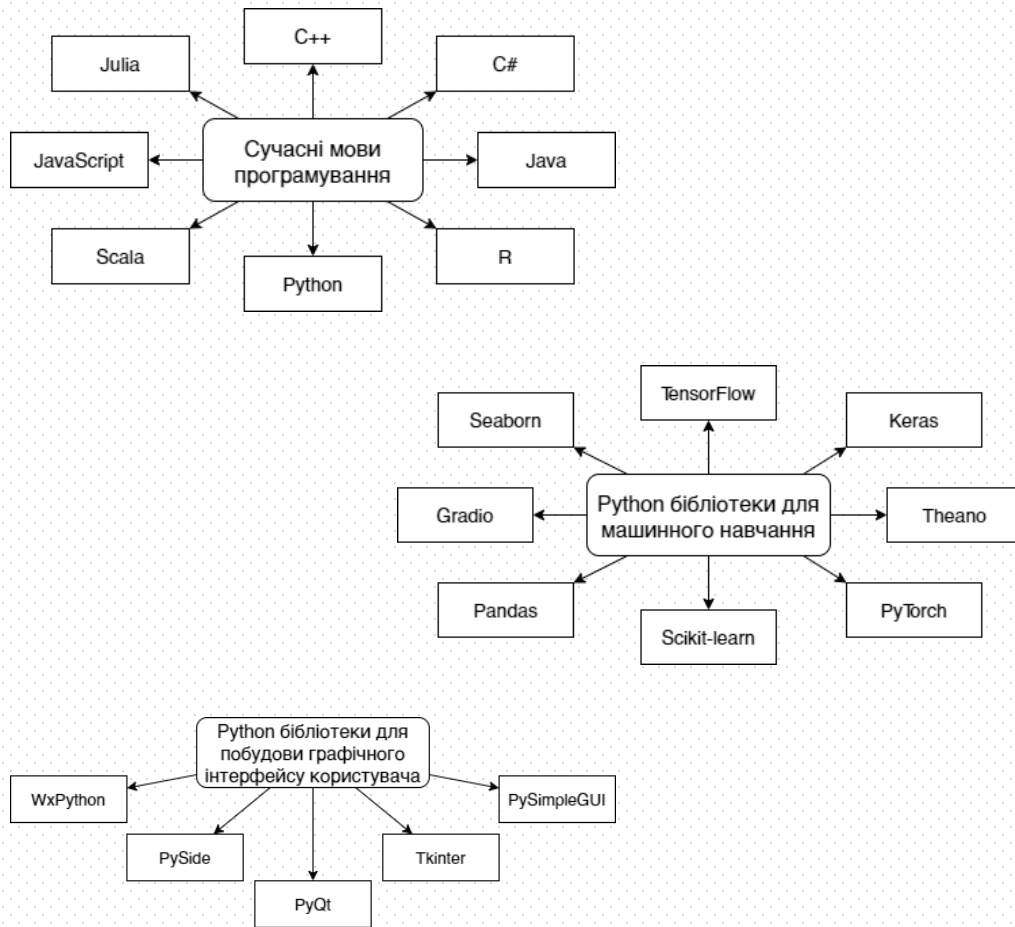 C++
Julia
C#
JavaScript
Сучасні мови
програмування
Java
Scala
Python
R
TensorFlow
Seaborn
Keras
Gradio
Python бібліотеки для
машинного навчання
Theano
Pandas
Scikit-learn
PyTorch
Python бібліотеки для
побудови графічного
інтерфейсу користувача
WxPython
PySimpleGUI
PySide
Tkinter
PyQt